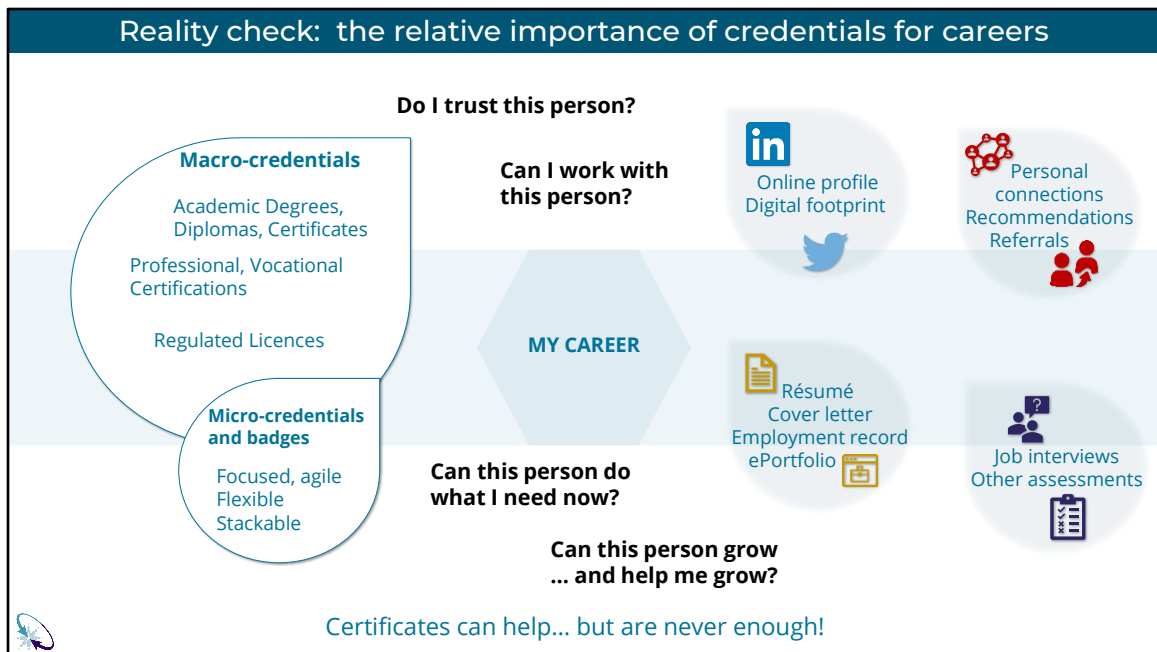 Reality check: the relative importance of credentials for careers
Do I trust this person?
Can I work with
this person?
Macro-credentials
Academic Degrees,
Diplomas, Certificates
Professional, Vocational
Certifications
Regulated Licences
Micro-credentials
and badges
Focused, agile
Flexible
Stackable
MY CAREER
in
Online profile
Digital footprint
Personal
connections
Recommendations
Referrals
Résumé
Cover letter
Employment record
ePortfolio
?
Job interviews
Other assessments
Can this person do
what I need now?
Can this person grow
... and help me grow?
Certificates can help... but are never enough!